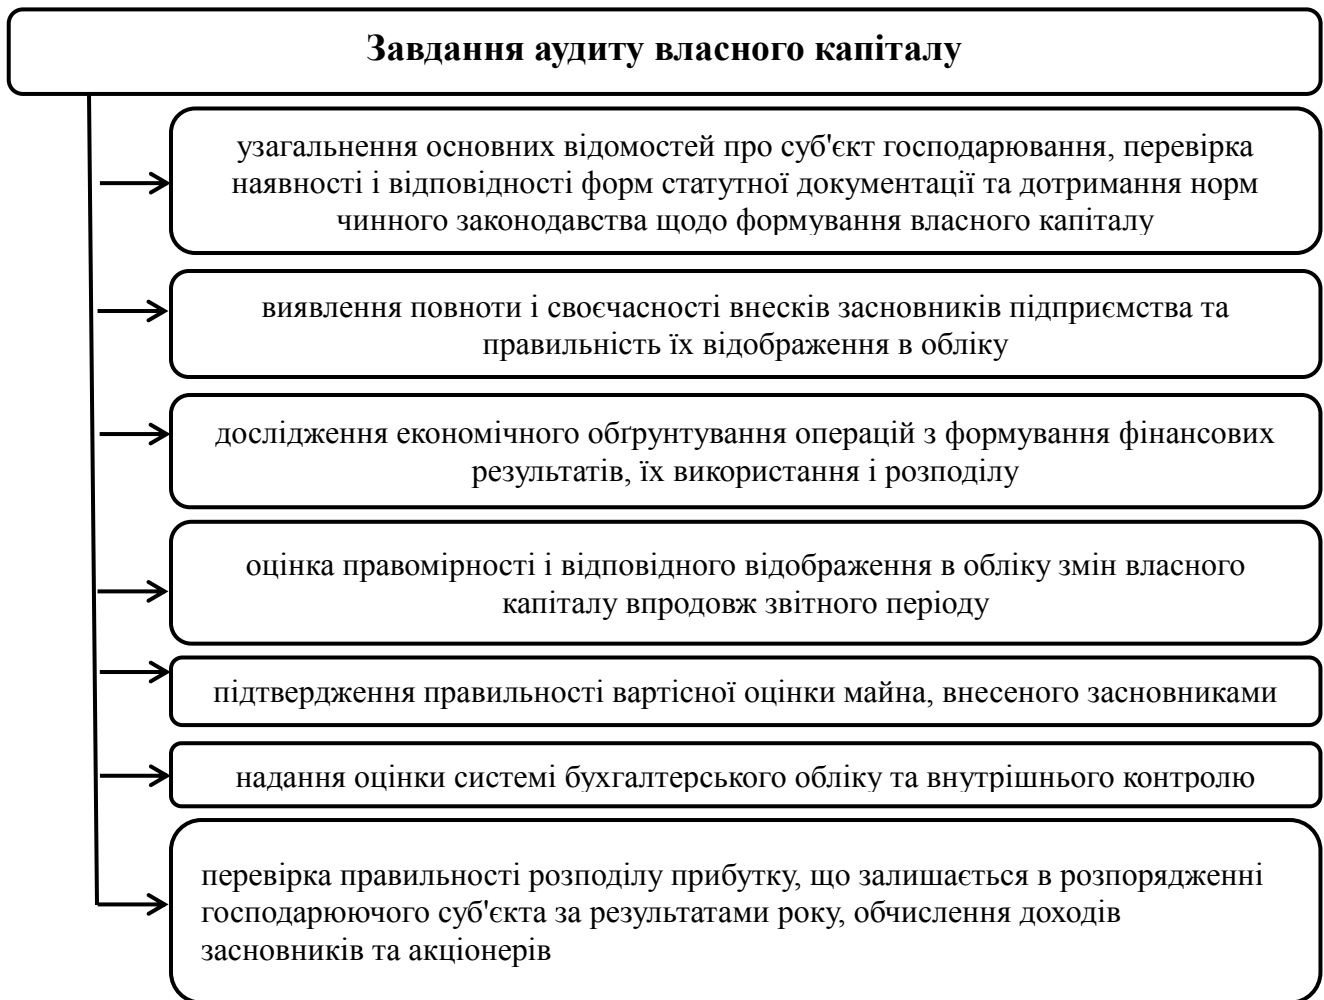 Завдання аудиту власного капіталу
узагальнення основних відомостей про суб'єкт господарювання, перевірка
наявності і відповідності форм статутної документації та дотримання норм
чинного законодавства щодо формування власного капіталу
виявлення повноти і своєчасності внесків засновників підприємства та
правильність їх відображення в обліку
дослідження економічного обґрунтування операцій з формування фінансових
результатів, їх використання і розподілу
оцінка правомірності і відповідного відображення в обліку змін власного
капіталу впродовж звітного періоду
підтвердження правильності вартісної оцінки майна, внесеного засновниками
надання оцінки системі бухгалтерського обліку та внутрішнього контролю
перевірка правильності розподілу прибутку, що залишається в розпорядженні
господарюючого суб'єкта за результатами року, обчислення доходів
засновників та акціонерів